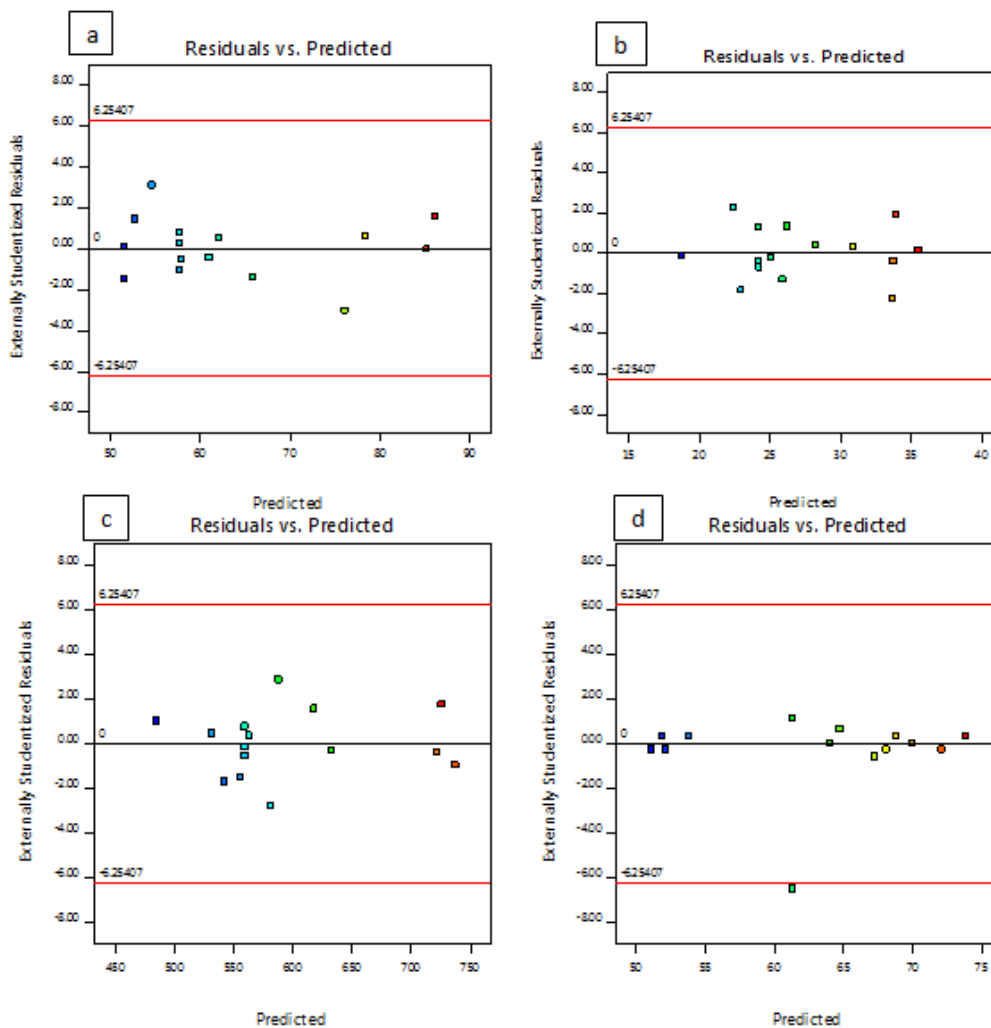 a
Residuals vs. Predicted
Externally Studentized Residuals
8.00
6.25407
6.00
4.00
2.00
0
0.00
-2.00
-4.00
-6.25407
-6.00
-8.00
50 60 70 80 90
Predicted
b
Residuals vs. Predicted
Externally Studentized Residuals
8.00
6.25407
6.00
4.00
2.00
0
0.00
-2.00
-4.00
-6.25407
-6.00
-8.00
15 20 25 30 35 40
Predicted
c
Residuals vs. Predicted
Externally Studentized Residuals
8.00
6.25407
6.00
4.00
2.00
0
0.00
-2.00
-4.00
-6.25407
-6.00
-8.00
450 500 550 600 650 700 750
Predicted
d
Residuals vs. Predicted
Externally Studentized Residuals
8.00
6.25407
6.00
4.00
2.00
0
0.00
-2.00
-4.00
-6.25407
-6.00
-8.00
50 55 60 65 70 75
Predicted